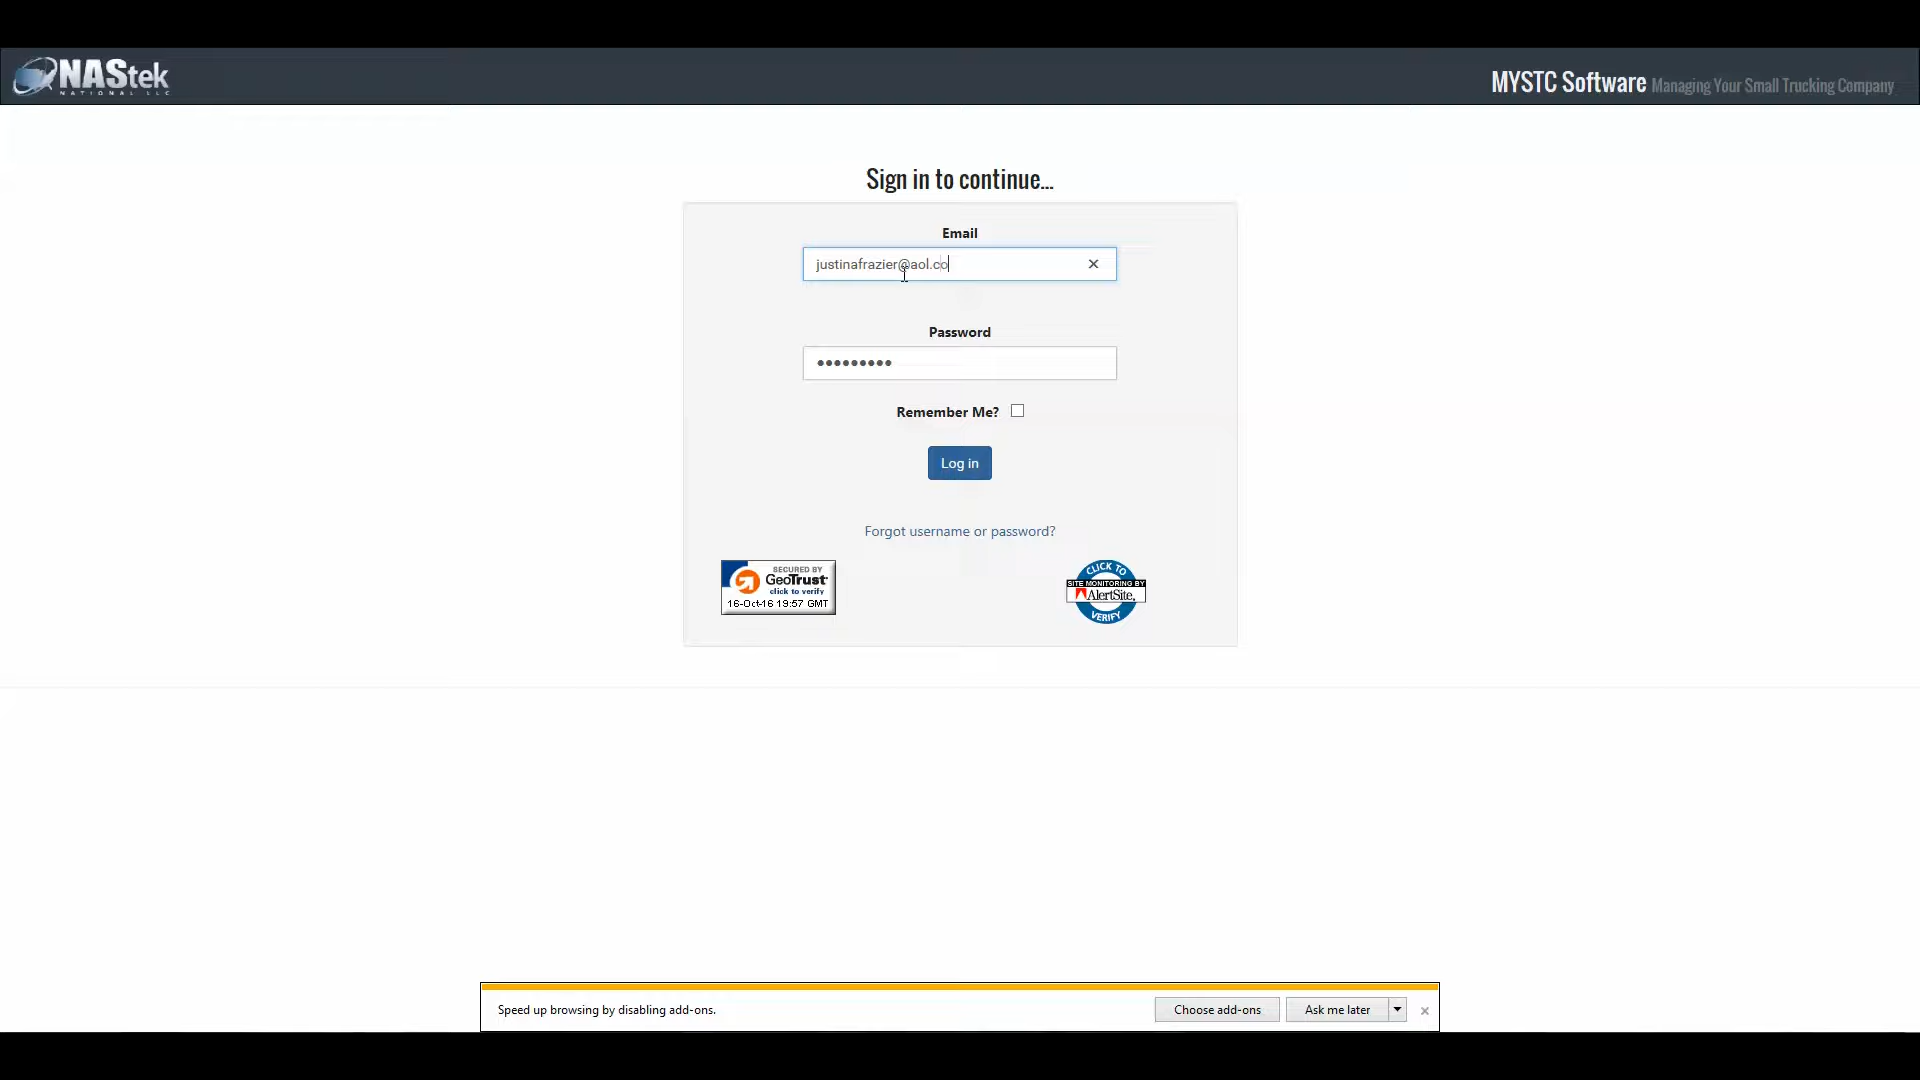 NAStek
NATIONAL LLC
MYSTC Software Managing Your Small Trucking Company
Sign in to continue...
Email
justinafrazier@aol.co
Password
Remember Me?
Log in
Forgot username or password?
SECURED BY
GeoTrust
click to verify
16-Oct-16 19:57 GMT
CLICK TO
SITE MONITORING BY
AlertSite
VERIFY
Speed up browsing by disabling add-ons.
Choose add-ons
Ask me later